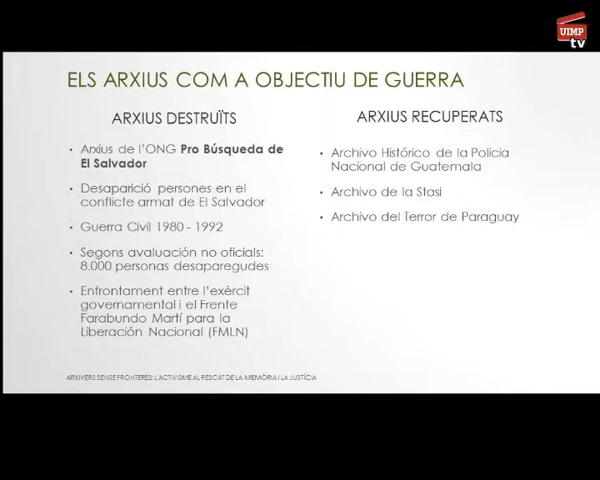 UIMP
tv
ELS ARXIUS COM A OBJECTIU DE GUERRA
ARXIUS DESTRUÏTS
• Arxius de l'ONG Pro Búsqueda de
El Salvador
• Desaparició persones en el
conflicte armat de El Salvador
• Guerra Civil 1980 - 1992
• Segons avaluación no oficials:
8.000 personas desaparegudes
• Enfrontament entre l'exèrcit
governamental i el Frente
Farabundo Martí para la
Liberación Nacional (FMLN)
ARXIUS RECUPERATS
• Archivo Histórico de la Policia
Nacional de Guatemala
• Archivo de la Stasi
• Archivo del Terror de Paraguay
ARXIVERS SENSE FRONTERES: L'ACTIVISME AL RESCAT DE LA MEMÒRIA I LA JUSTÍCIA